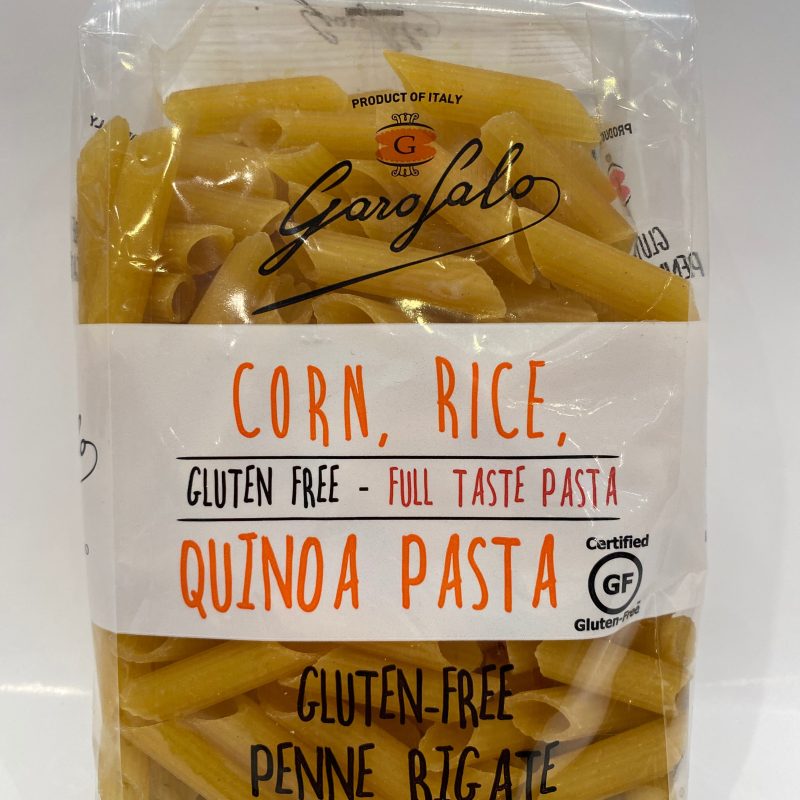 PRODUCT OF ITALY
G
Garofalo
CORN, RICE,
GLUTEN FREE - FULL TASTE PASTA
QUINOA PASTA
Certified
GF
Gluten-Free
GLUTEN-FREE
PENNE RIGATE